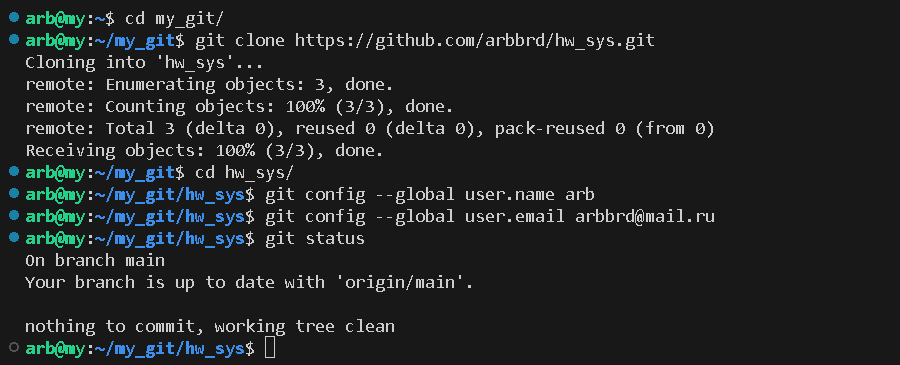 arb@my:~$ cd my_git/
arb@my:~/my_git$ git clone https://github.com/arbbrd/hw_sys.git
Cloning into 'hw_sys'...
remote: Enumerating objects: 3, done.
remote: Counting objects: 100% (3/3), done.
remote: Total 3 (delta 0), reused 0 (delta 0), pack-reused 0 (from 0)
Receiving objects: 100% (3/3), done.
arb@my:~/my_git$ cd hw_sys/
arb@my:~/my_git/hw_sys$ git config --global user.name arb
arb@my:~/my_git/hw_sys$ git config --global user.email arbbrd@mail.ru
arb@my:~/my_git/hw_sys$ git status
On branch main
Your branch is up to date with 'origin/main'.

nothing to commit, working tree clean
arb@my:~/my_git/hw_sys$